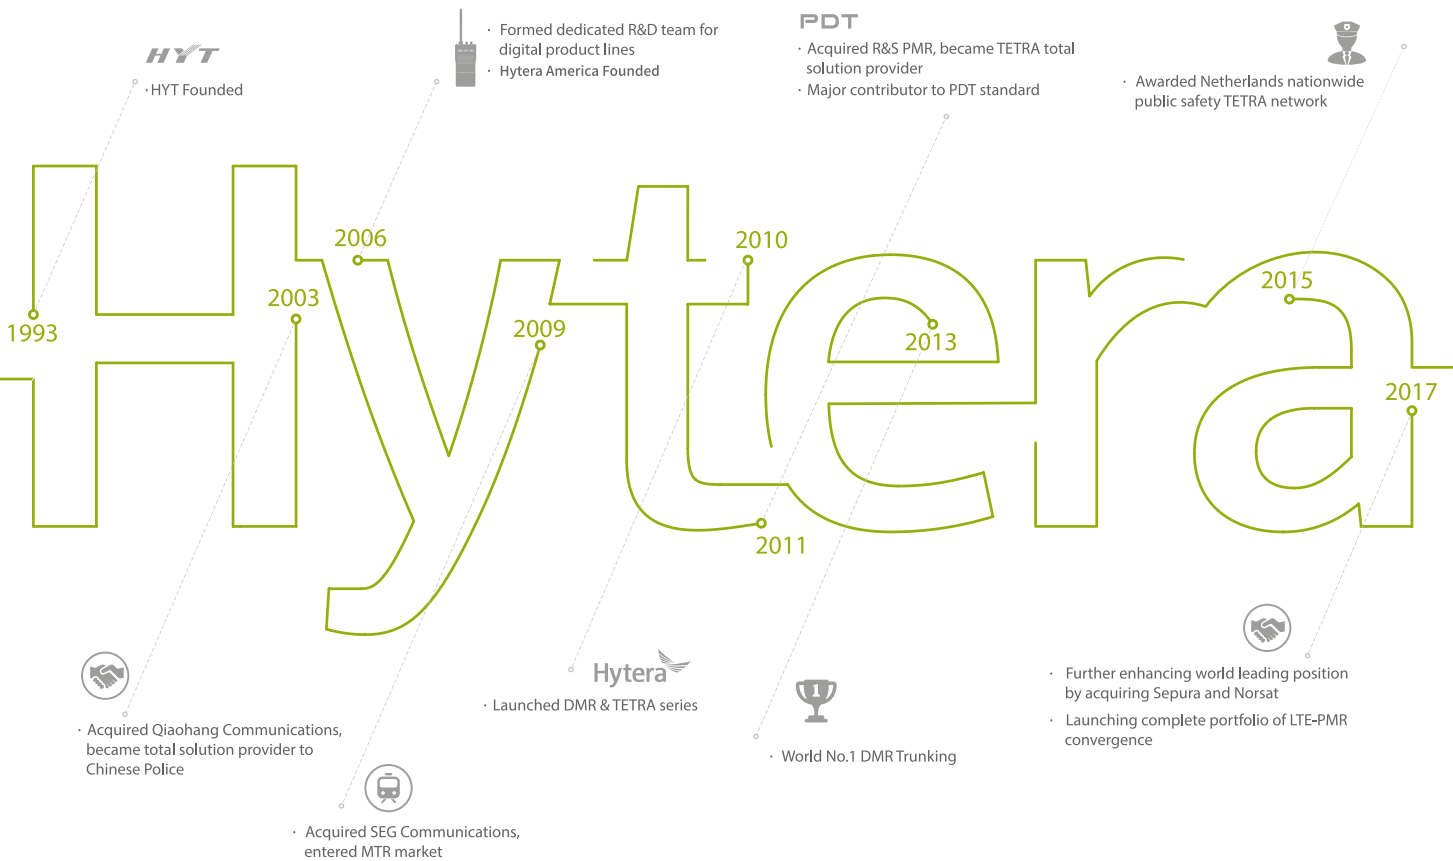 HYT
· HYT Founded
· Formed dedicated R&D team for
digital product lines
· Hytera America Founded
PDT
· Acquired R&S PMR, became TETRA total
solution provider
· Major contributor to PDT standard
· Awarded Netherlands nationwide
public safety TETRA network
Hytera
1993
2003
2006
2009
2010
2011
2013
2015
2017
· Acquired Qiaohang Communications,
became total solution provider to
Chinese Police
· Acquired SEG Communications,
entered MTR market
Hytera
· Launched DMR & TETRA series
1
· World No.1 DMR Trunking
· Further enhancing world leading position
by acquiring Sepura and Norsat
· Launching complete portfolio of LTE-PMR
convergence